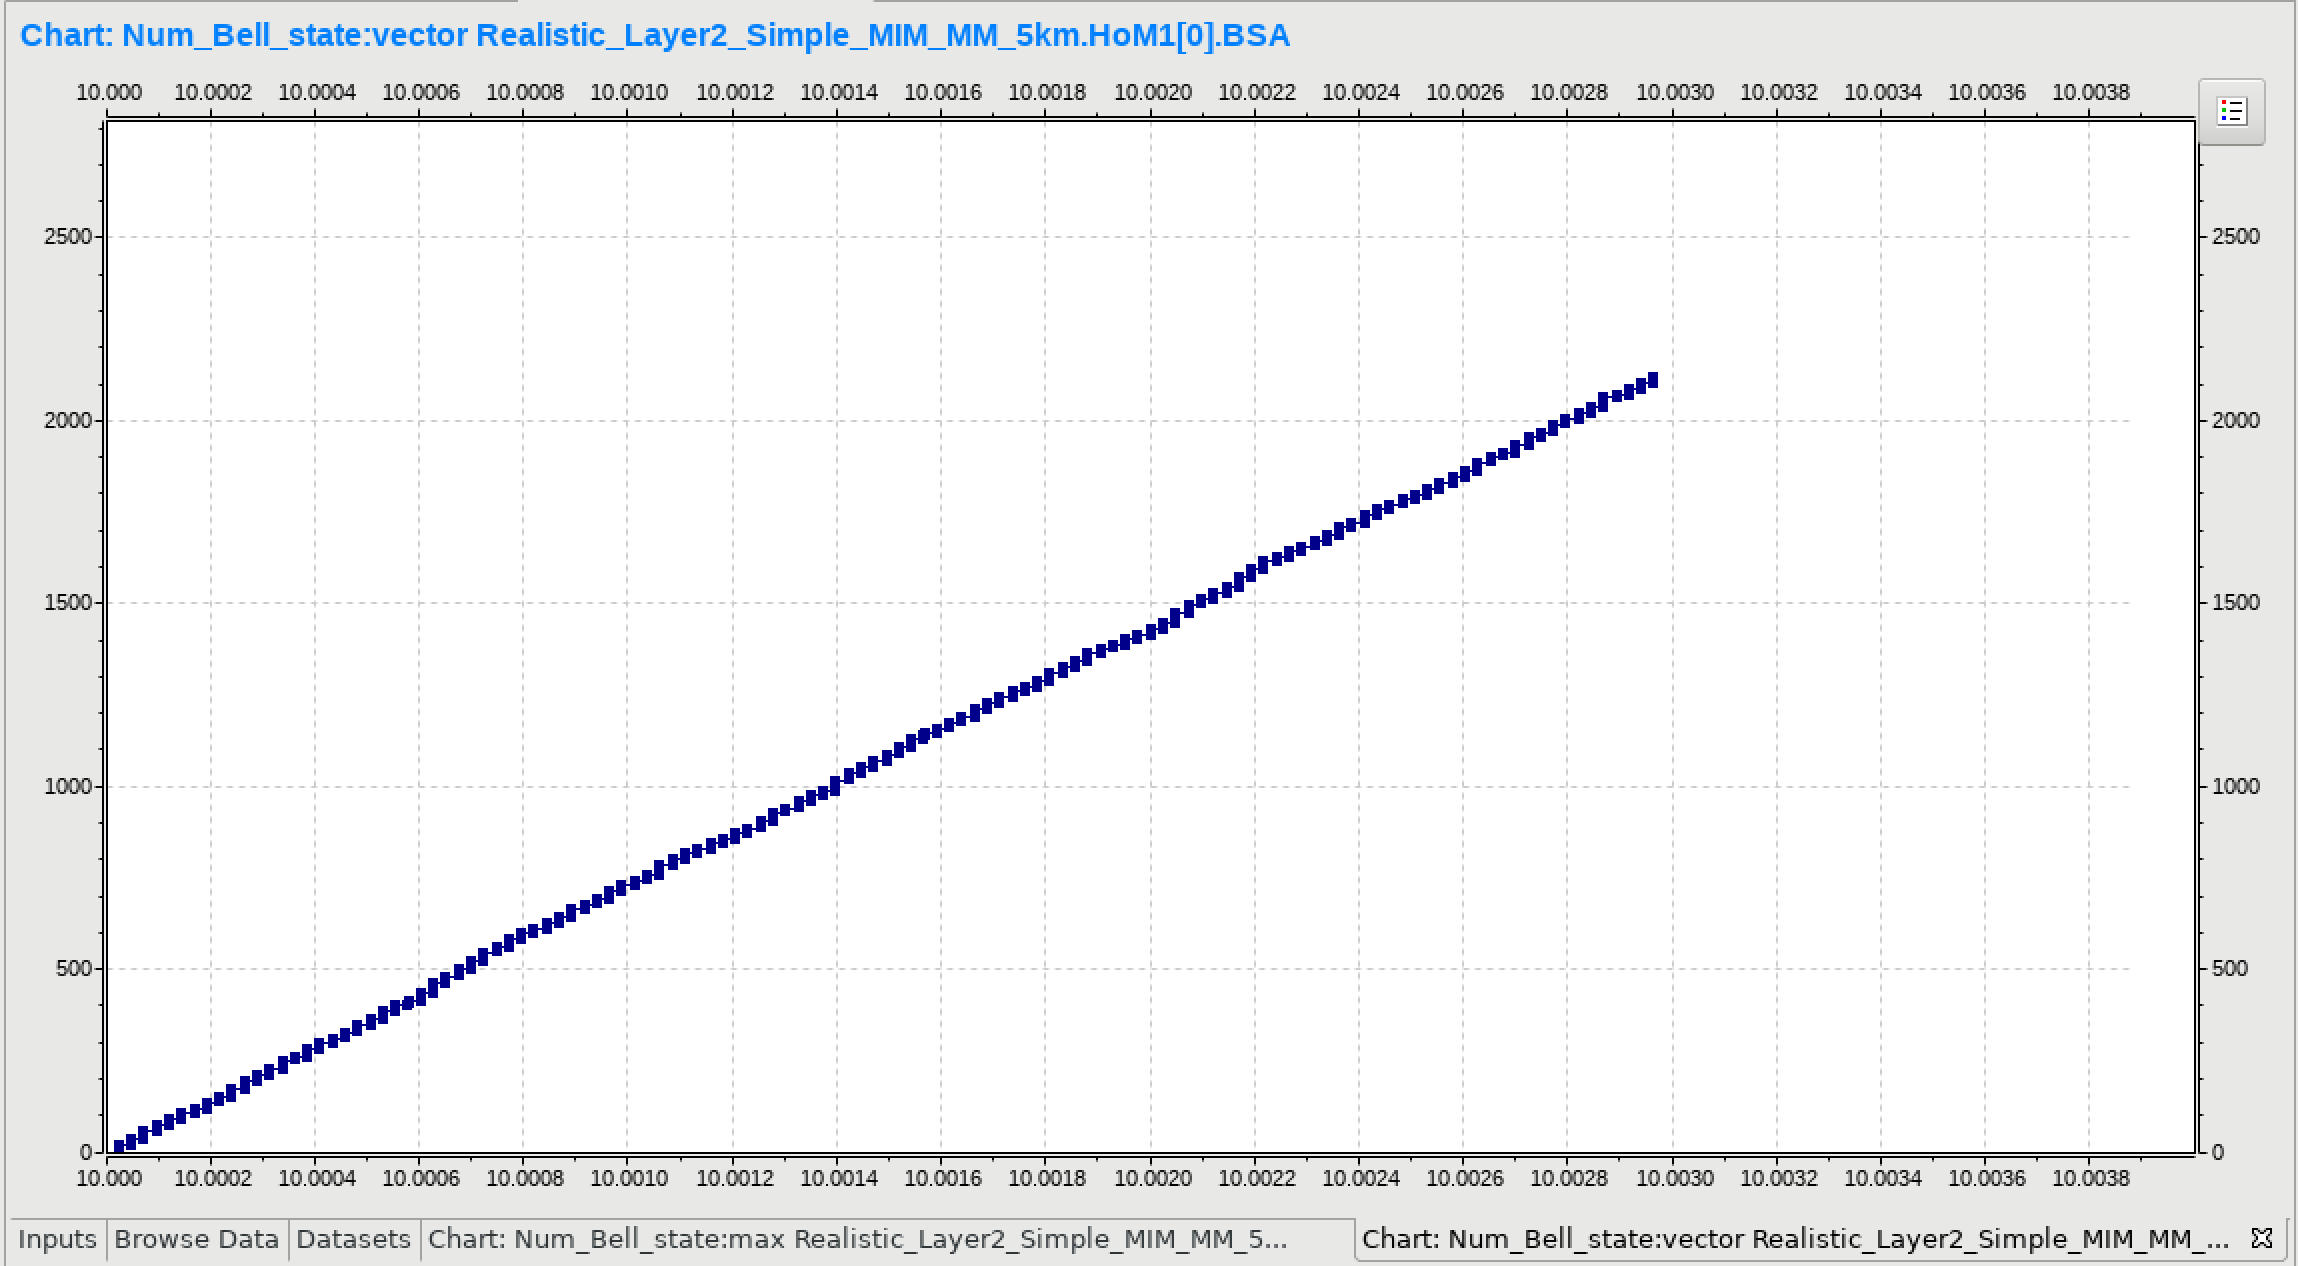 Chart: Num_Bell_state:vector Realistic_Layer2_Simple_MIM_MM_5km.HoM1[0].BSA
10.000 10.0002 10.0004 10.0006 10.0008 10.0010 10.0012 10.0014 10.0016 10.0018 10.0020 10.0022 10.0024 10.0026 10.0028 10.0030 10.0032 10.0034 10.0036 10.0038
2500 2500
2000 2000
1500 1500
1000 1000
500 500
0 0
10.000 10.0002 10.0004 10.0006 10.0008 10.0010 10.0012 10.0014 10.0016 10.0018 10.0020 10.0022 10.0024 10.0026 10.0028 10.0030 10.0032 10.0034 10.0036 10.0038
Inputs Browse Data Datasets Chart: Num_Bell_state:max Realistic_Layer2_Simple_MIM_MM_5... Chart: Num_Bell_state:vector Realistic_Layer2_Simple_MIM_MM_...